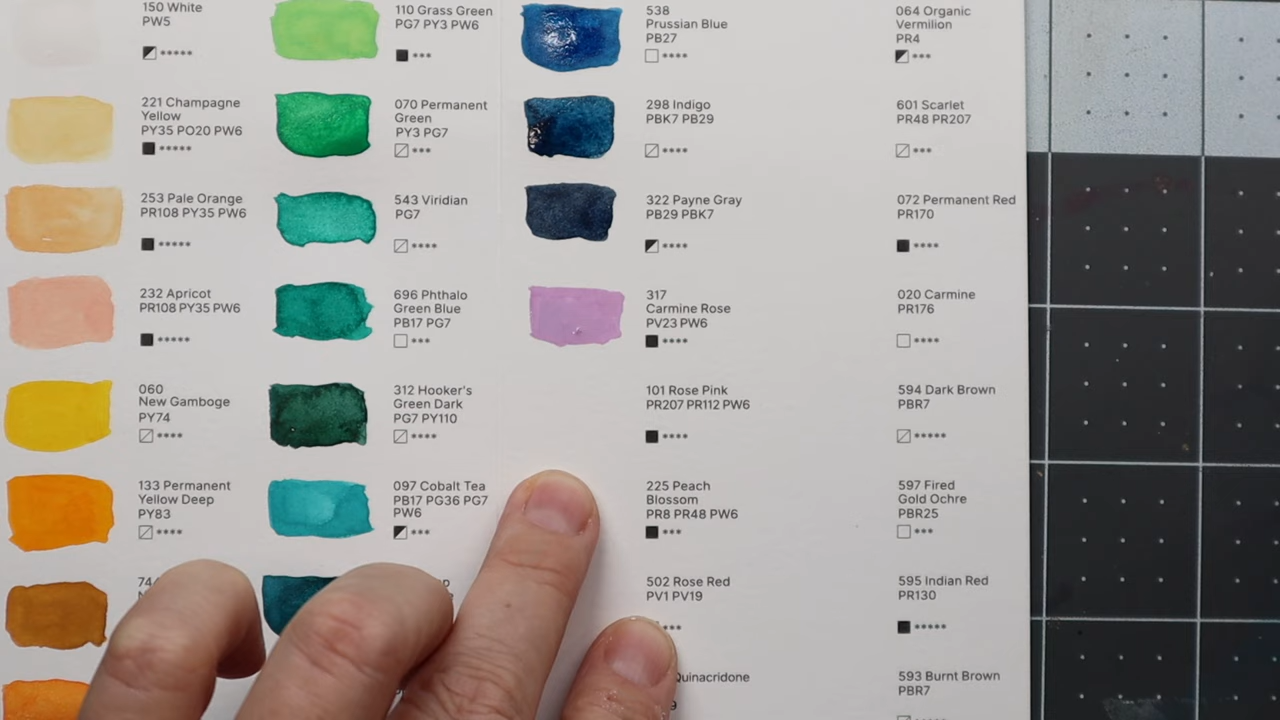 150 White
PW5
*****
221 Champagne
Yellow
PY35 PO20 PW6
*****
253 Pale Orange
PR108 PY35 PW6
*****
232 Apricot
PR108 PY35 PW6
*****
060
New Gamboge
PY74
****
133 Permanent
Yellow Deep
PY83
****
110 Grass Green
PG7 PY3 PW6
***
070 Permanent
Green
PY3 PG7
***
543 Viridian
PG7
****
696 Phthalo
Green Blue
PB17 PG7
***
312 Hooker's
Green Dark
PG7 PY110
****
097 Cobalt Tea
PB17 PG36 PG7
PW6
***
538
Prussian Blue
PB27
****
298 Indigo
PBK7 PB29
****
322 Payne Gray
PB29 PBK7
****
317
Carmine Rose
PV23 PW6
****
101 Rose Pink
PR207 PR112 PW6
****
225 Peach
Blossom
PR8 PR48 PW6
***
502 Rose Red
PV1 PV19
***
Quinacridone
064 Organic
Vermilion
PR4
***
601 Scarlet
PR48 PR207
***
072 Permanent Red
PR170
****
020 Carmine
PR176
****
594 Dark Brown
PBR7
*****
597 Fired
Gold Ochre
PBR25
***
595 Indian Red
PR130
*****
593 Burnt Brown
PBR7